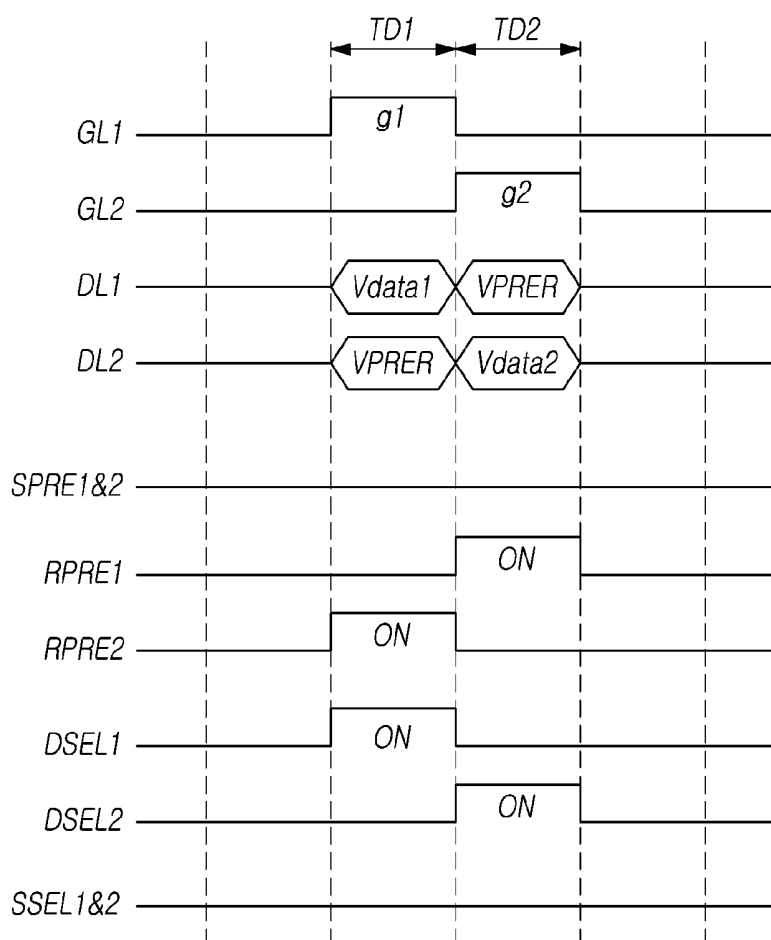 TD1 TD2
GL1 g1
GL2 g2
DL1 Vdata1 VPRER
DL2 VPRER Vdata2
SPRE1&2
RPRE1 ON
RPRE2 ON
DSEL1 ON
DSEL2 ON
SSEL1&2